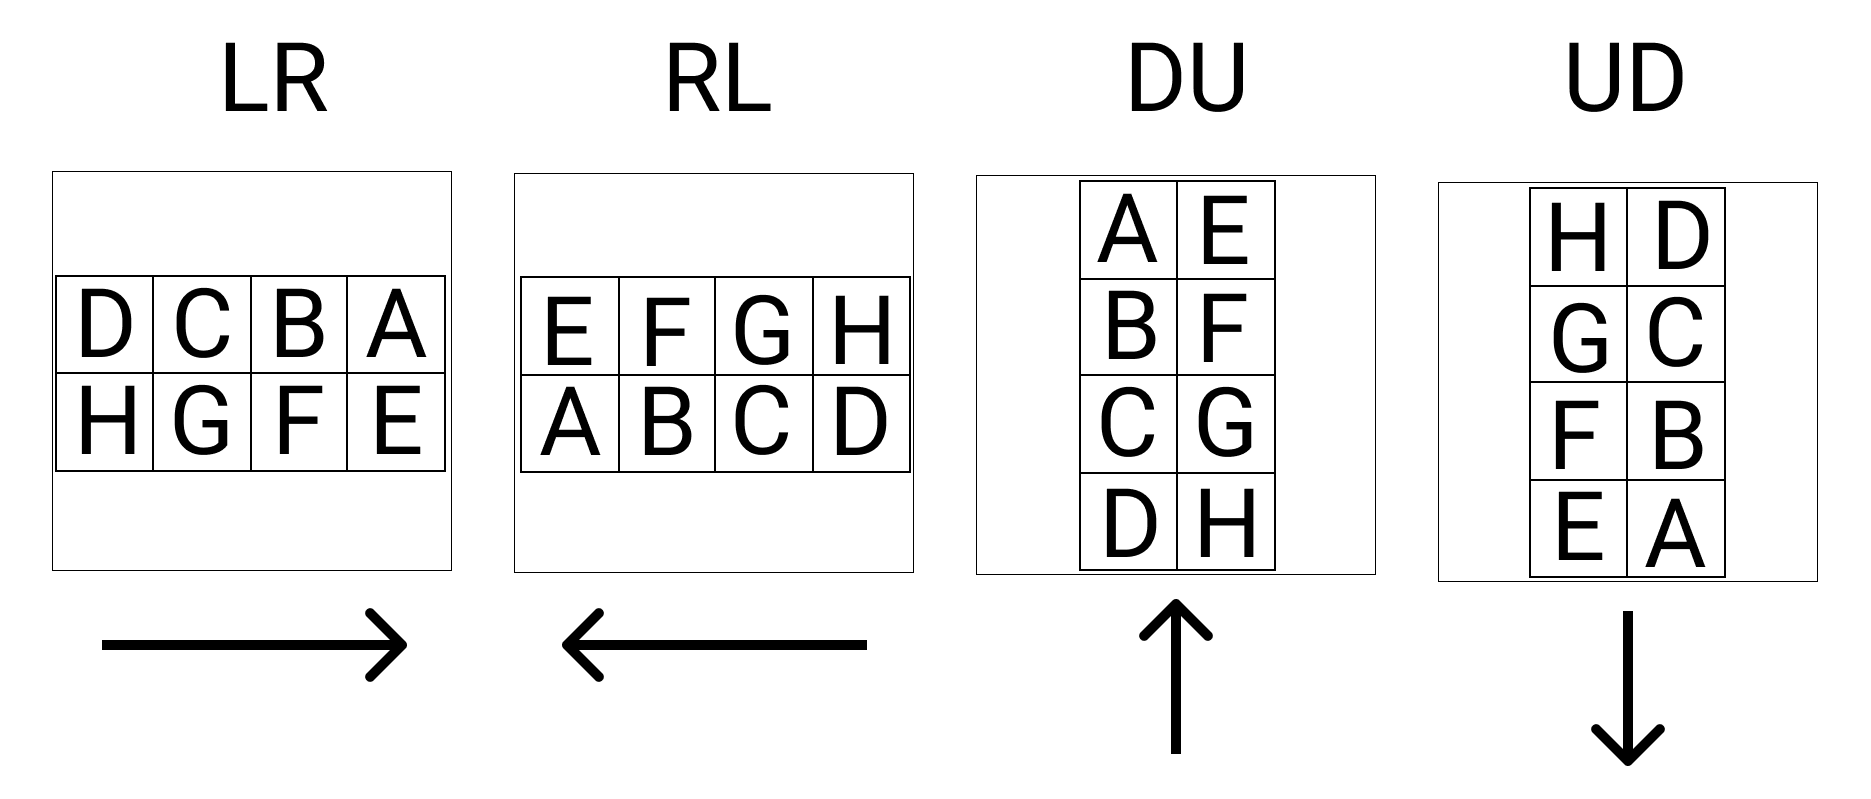 LR RL DU UD
D C B A
H G F E
E F G H
A B C D
A E
B F
C G
D H
H D
G C
F B
E A